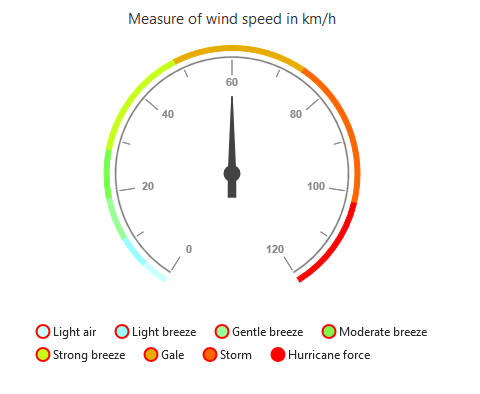 Measure of wind speed in km/h
60
40
80
20
100
0
120
Light air
Light breeze
Gentle breeze
Moderate breeze
Strong breeze
Gale
Storm
Hurricane force